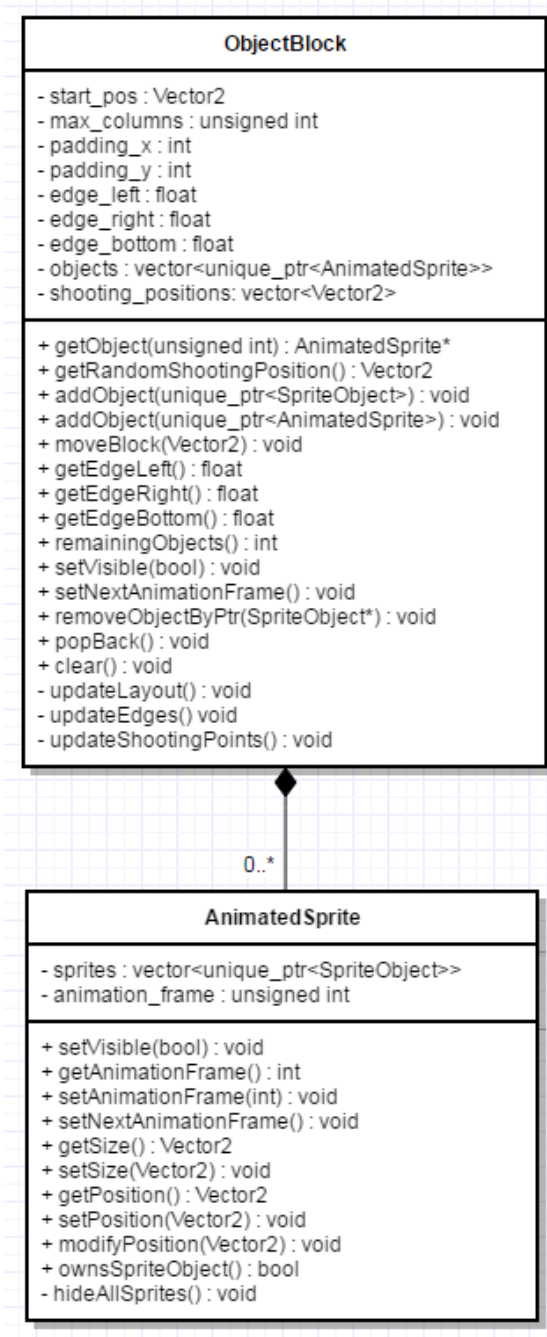 ObjectBlock
- start_pos : Vector2
- max_columns : unsigned int
- padding_x : int
- padding_y : int
- edge_left : float
- edge_right : float
- edge_bottom : float
- objects : vector<unique_ptr<AnimatedSprite>>
- shooting_positions: vector<Vector2>
+ getObject(unsigned int) : AnimatedSprite*
+ getRandomShootingPosition() : Vector2
+ addObject(unique_ptr<SpriteObject>) : void
+ addObject(unique_ptr<AnimatedSprite>) : void
+ moveBlock(Vector2) : void
+ getEdgeLeft() : float
+ getEdgeRight() : float
+ getEdgeBottom() : float
+ remainingObjects() : int
+ setVisible(bool) : void
+ setNextAnimationFrame() : void
+ removeObjectByPtr(SpriteObject*) : void
+ popBack() : void
+ clear() : void
- updateLayout() : void
- updateEdges() void
- updateShootingPoints() : void
0..*
AnimatedSprite
- sprites : vector<unique_ptr<SpriteObject>>
- animation_frame : unsigned int
+ setVisible(bool) : void
+ getAnimationFrame() : int
+ setAnimationFrame(int) : void
+ setNextAnimationFrame() : void
+ getSize() : Vector2
+ setSize(Vector2) : void
+ getPosition() : Vector2
+ setPosition(Vector2) : void
+ modifyPosition(Vector2) : void
+ ownsSpriteObject() : bool
- hideAllSprites() : void